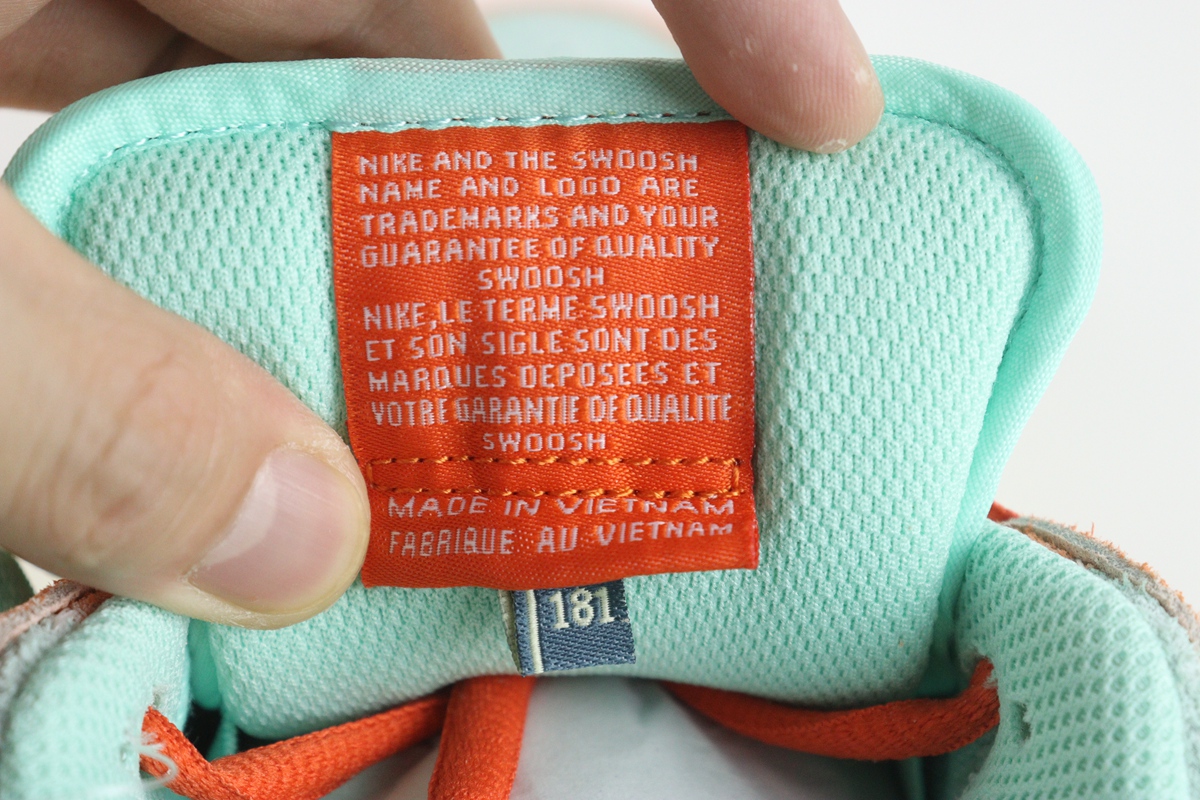 NIKE AND THE SWOOSH
NAME AND LOGO ARE
TRADEMARKS AND YOUR
GUARANTEE OF QUALITY
SWOOSH
NIKE,LE TERME SWOOSH
ET SON SIGLE SONT DES
MARQUES DEPOSEES ET
VOTRE GARANTIE DE QUALITE
SWOOSH
MADE IN VIETNAM
FABRIQUE AU VIETNAM
181